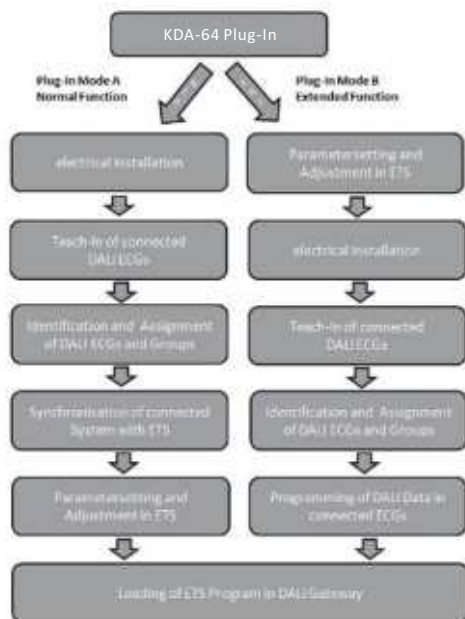 KDA-64 Plug-In
Plug-In Mode A
Normal Function
Plug-In Mode B
Extended Function
electrical installation
Teach-In of connected
DALI ECGs
Identification and Assignment
of DALI ECGs and Groups
Synchronisation of connected
System with ETS
Parametersetting and
Adjustment in ETS
Parametersetting and
Adjustment in ETS
electrical installation
Teach-In of connected
DALI ECGs
Identification and Assignment
of DALI ECGs and Groups
Programming of DALI Data in
connected ECGs
Loading of ETS Program in DALI Gateway